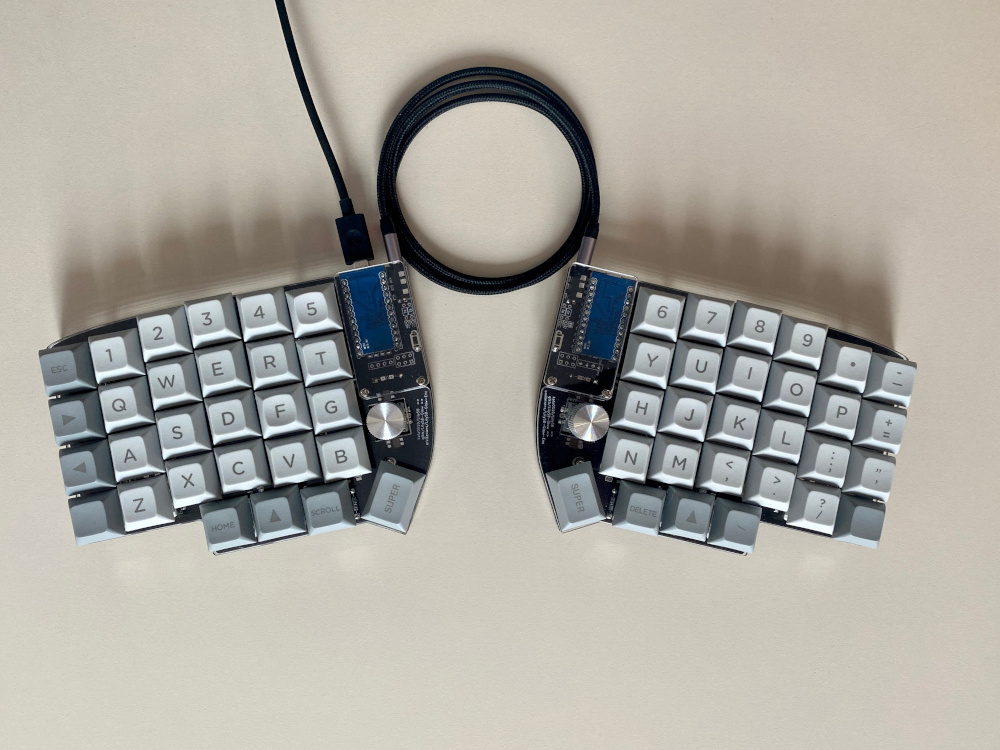 ESC 1 2 3 4 5
Q W E R T
A S D F G
Z X C V B
HOME SCROLL SUPER
6 7 8 9 • - _
Y U I O P + =
H J K L : ; " '
N M < , > . ? /
SUPER DELETE